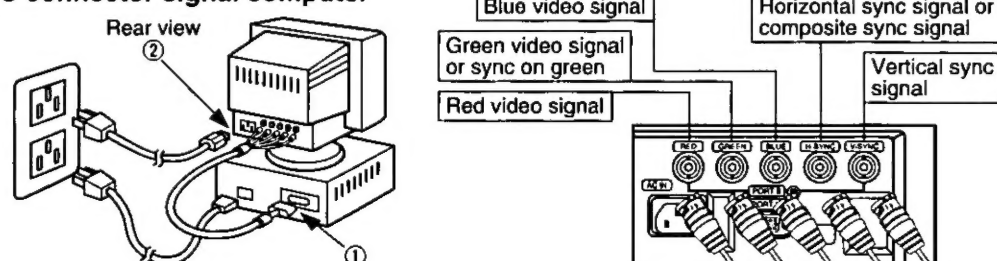 connector signal computer
Rear view
②
①
Blue video signal
Horizontal sync signal or
composite sync signal
Green video signal
or sync on green
Vertical sync
signal
Red video signal
RED
GREEN
BLUE
H-SYNC
V-SYNC
AC IN
PORT II
PORT